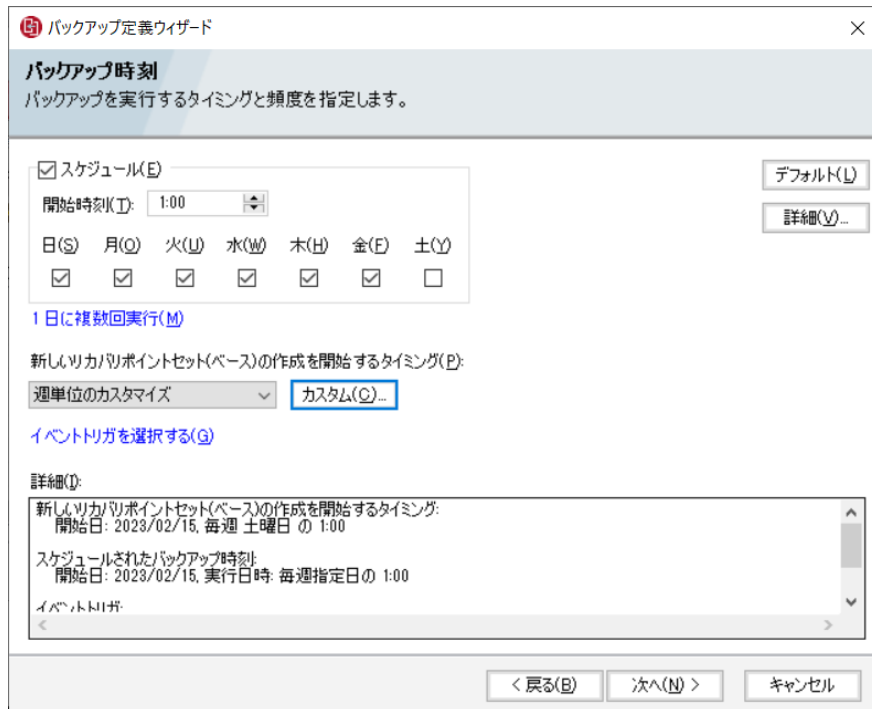 バックアップ定義ウィザード
バックアップ時刻
バックアップを実行するタイミングと頻度を指定します。
スケジュール(E)
デフォルト(L)
開始時刻(T): 1:00
詳細(V)...
日(S) 月(O) 火(U) 水(W) 木(H) 金(F) 土(Y)
1 日に複数回実行(M)
新しいリカバリポイントセット(ベース)の作成を開始するタイミング(P):
週単位のカスタマイズ カスタム(C)...
イベントトリガを選択する(G)
詳細(I):
新しいリカバリポイントセット(ベース)の作成を開始するタイミング:
開始日: 2023/02/15, 毎週 土曜日 の 1:00
スケジュールされたバックアップ時刻:
開始日: 2023/02/15, 実行日時: 毎週指定日の 1:00
イベントトリガ:
< 戻る(B) 次へ(N) > キャンセル